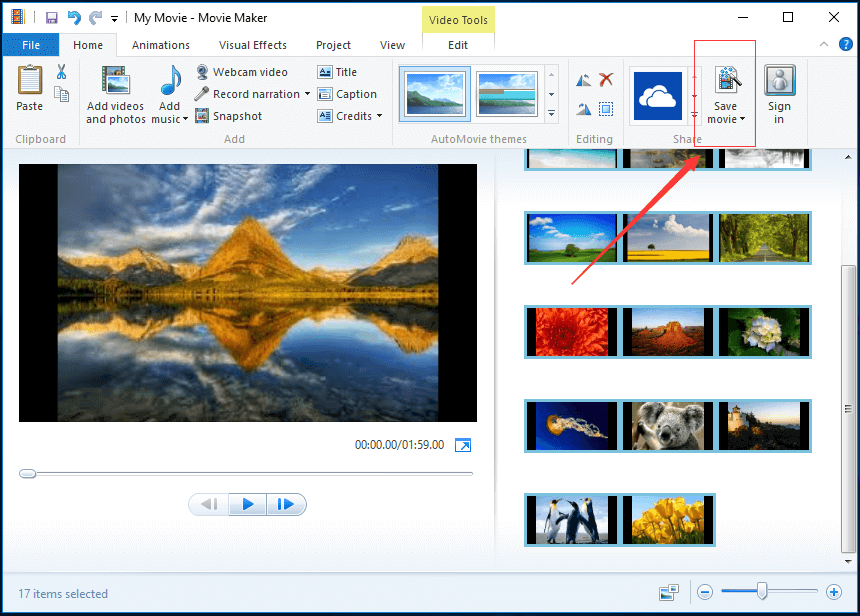 My Movie - Movie Maker
Video Tools
File
Home
Animations
Visual Effects
Project
View
Edit
Paste
Clipboard
Add videos
and photos
Add
music
Webcam video
Record narration
Snapshot
Add
Title
Caption
Credits
AutoMovie themes
Editing
Share
Save
movie
Sign
in
00:00.00/01:59.00
17 items selected